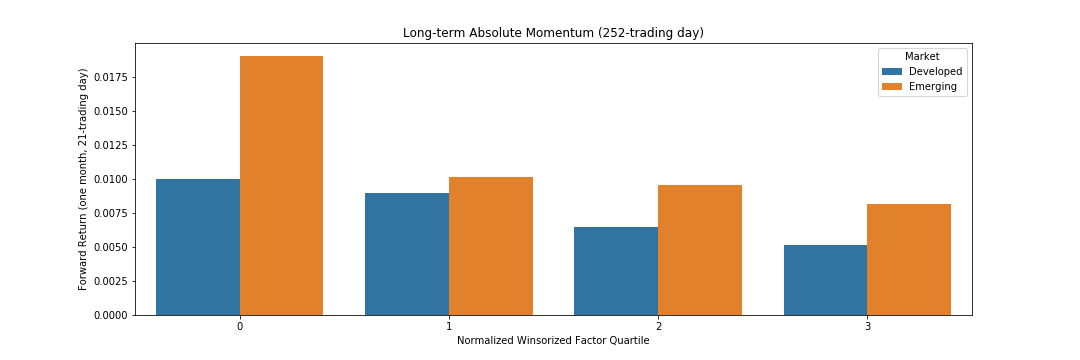 Long-term Absolute Momentum (252-trading day)
Market
Developed
Emerging
Forward Return (one month, 21-trading day)
0.0175
0.0150
0.0125
0.0100
0.0075
0.0050
0.0025
0.0000
0 1 2 3
Normalized Winsorized Factor Quartile